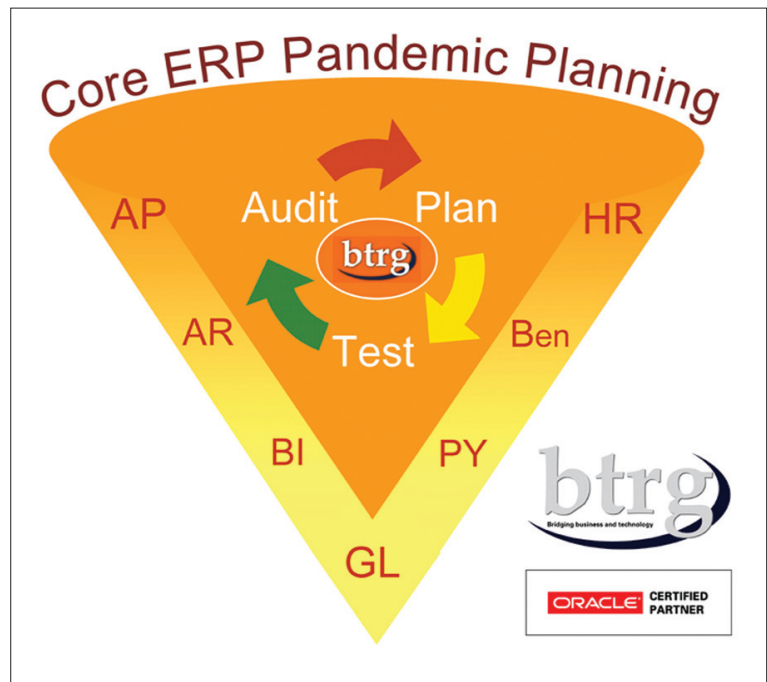 Core ERP Pandemic Planning
AP
Audit
Plan
HR
btrg
AR
Test
Ben
BI
PY
GL
btrg
Bridging business and technology
ORACLE CERTIFIED
PARTNER